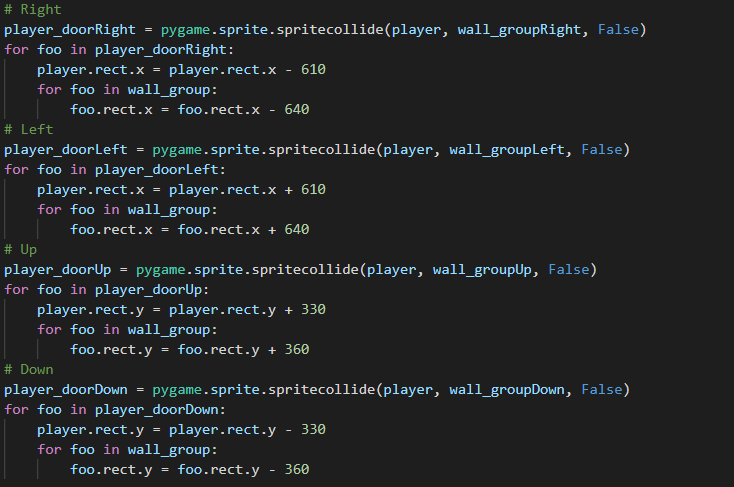 # Right
player_doorRight = pygame.sprite.spritecollide(player, wall_groupRight, False)
for foo in player_doorRight:
    player.rect.x = player.rect.x - 610
    for foo in wall_group:
        foo.rect.x = foo.rect.x - 640
# Left
player_doorLeft = pygame.sprite.spritecollide(player, wall_groupLeft, False)
for foo in player_doorLeft:
    player.rect.x = player.rect.x + 610
    for foo in wall_group:
        foo.rect.x = foo.rect.x + 640
# Up
player_doorUp = pygame.sprite.spritecollide(player, wall_groupUp, False)
for foo in player_doorUp:
    player.rect.y = player.rect.y + 330
    for foo in wall_group:
        foo.rect.y = foo.rect.y + 360
# Down
player_doorDown = pygame.sprite.spritecollide(player, wall_groupDown, False)
for foo in player_doorDown:
    player.rect.y = player.rect.y - 330
    for foo in wall_group:
        foo.rect.y = foo.rect.y - 360